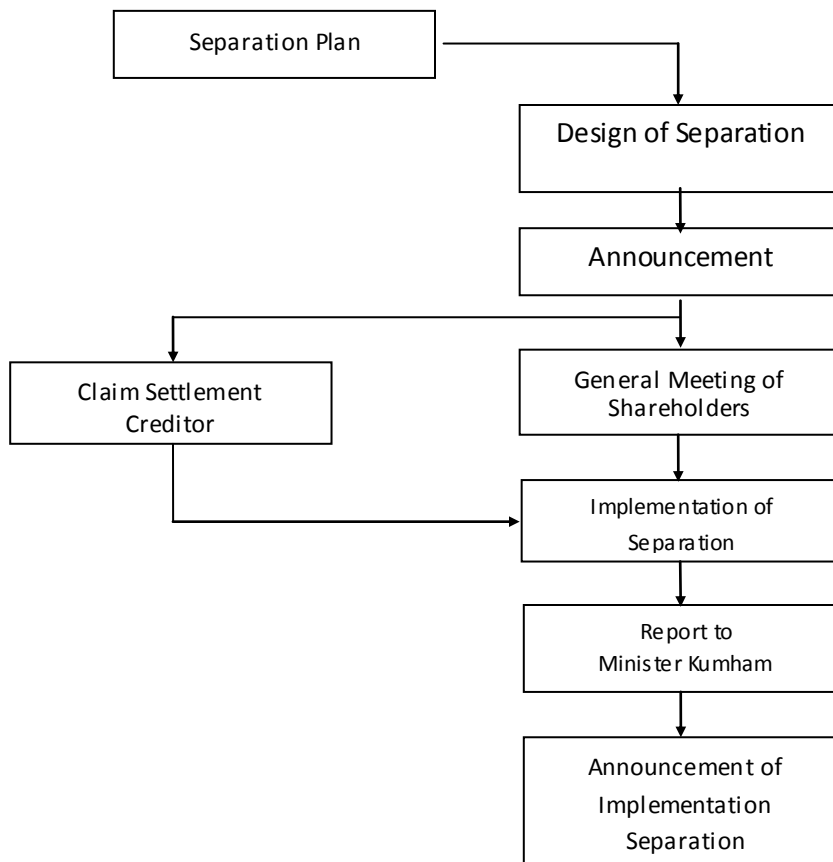 Separation Plan
Design of Separation
Announcement
Claim Settlement
Creditor
General Meeting of
Shareholders
Implementation of
Separation
Report to
Minister Kumham
Announcement of
Implementation
Separation